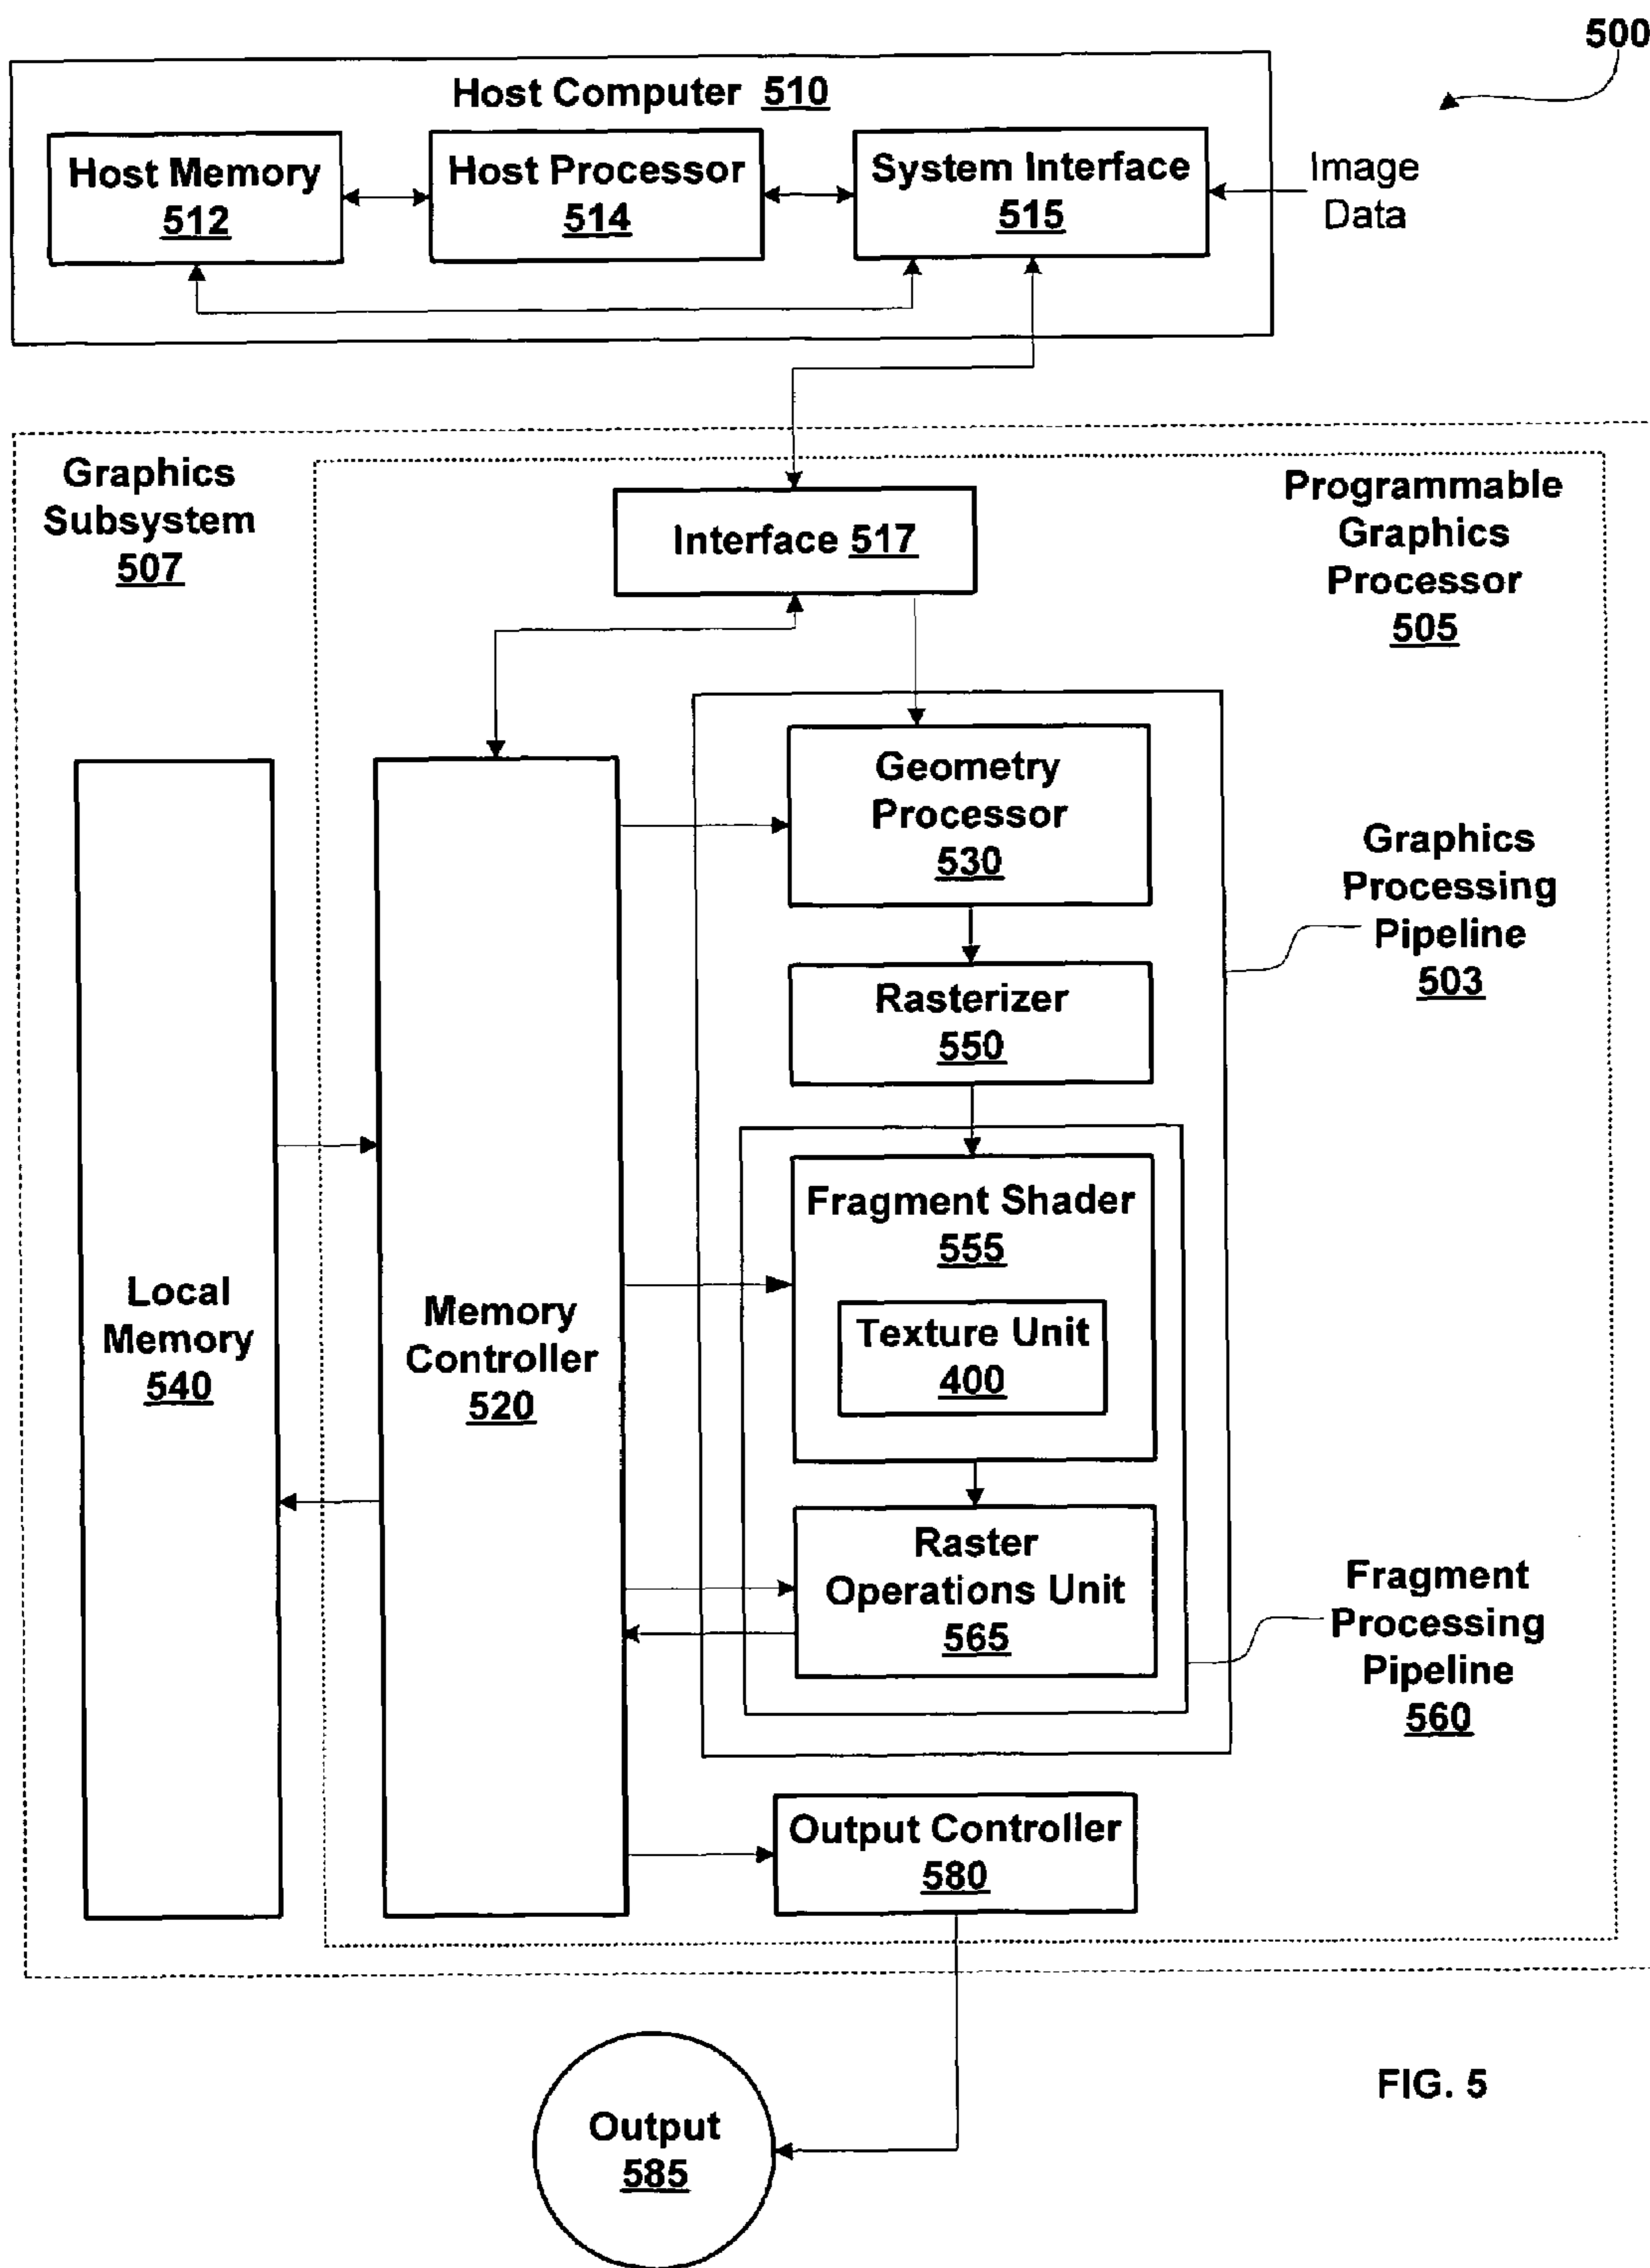 500
Host Computer 510
Host Memory
512
Host Processor
514
System Interface
515
Image
Data
Graphics
Subsystem
507
Interface 517
Programmable
Graphics
Processor
505
Geometry
Processor
530
Graphics
Processing
Pipeline
503
Rasterizer
550
Fragment Shader
555
Texture Unit
400
Local
Memory
540
Memory
Controller
520
Raster
Operations Unit
565
Fragment
Processing
Pipeline
560
Output Controller
580
Output
585
FIG. 5